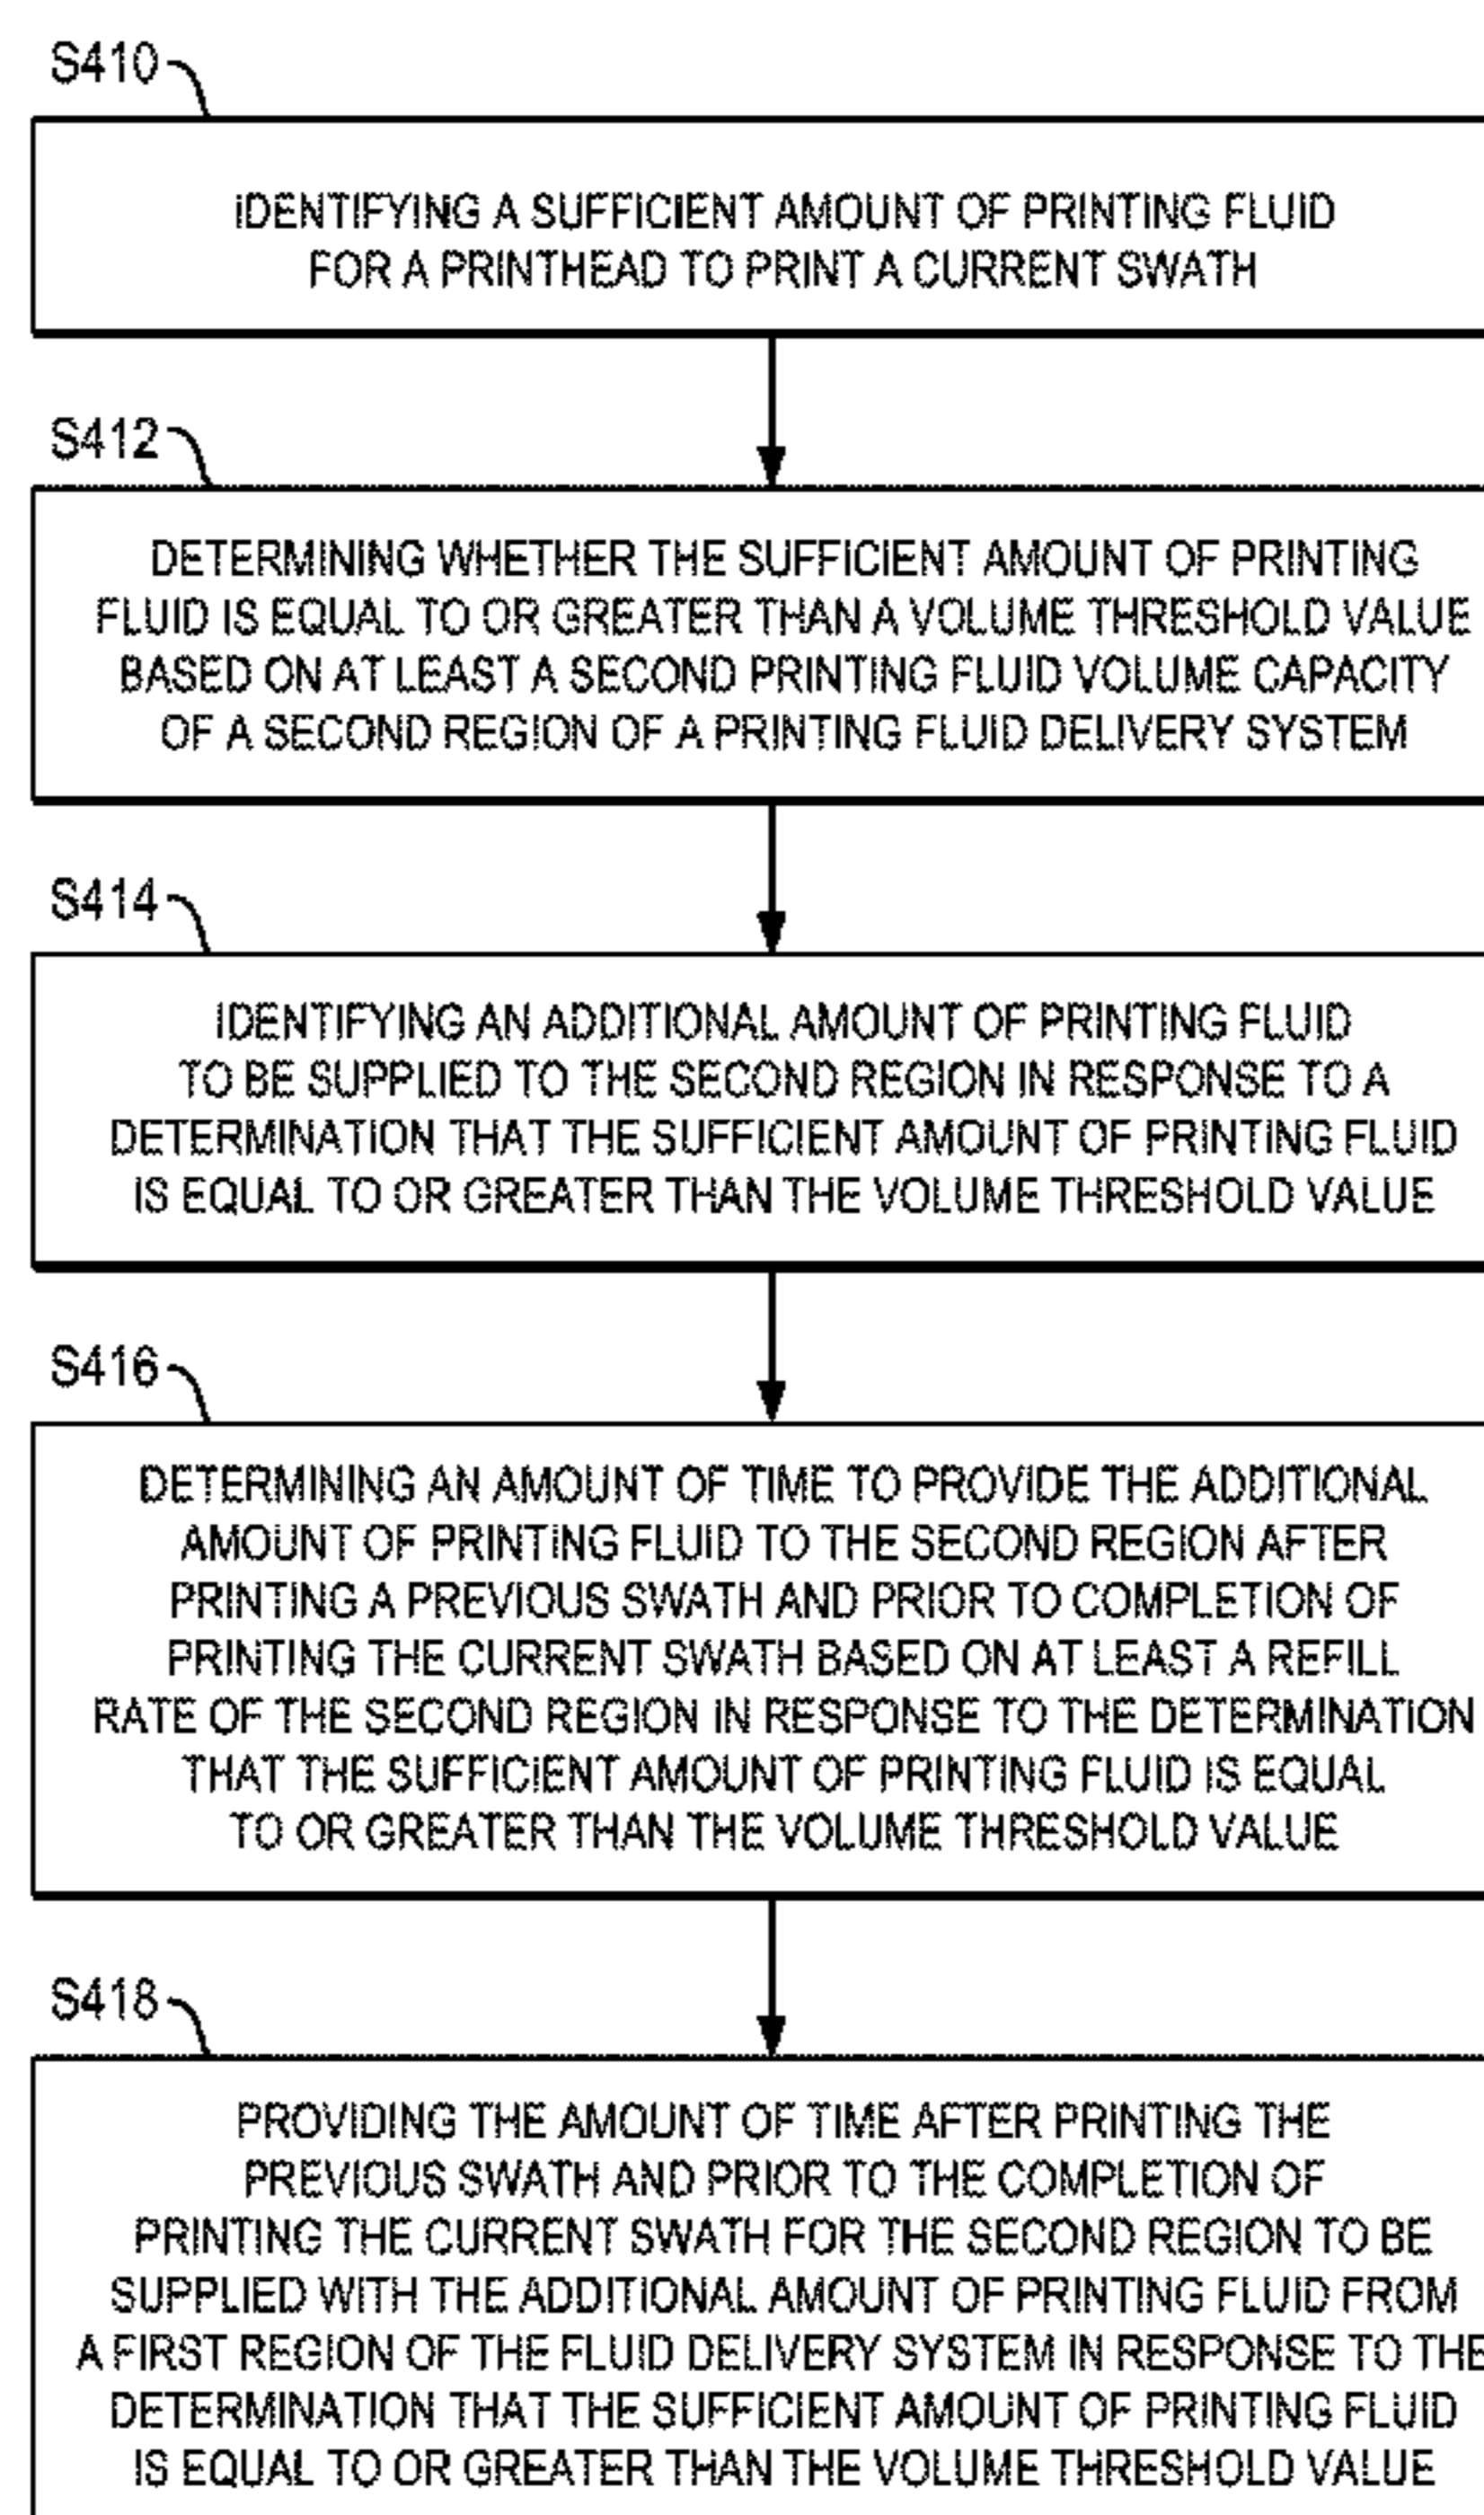 S410
IDENTIFYING A SUFFICIENT AMOUNT OF PRINTING FLUID
FOR A PRINTHEAD TO PRINT A CURRENT SWATH
S412
DETERMINING WHETHER THE SUFFICIENT AMOUNT OF PRINTING
FLUID IS EQUAL TO OR GREATER THAN A VOLUME THRESHOLD VALUE
BASED ON AT LEAST A SECOND PRINTING FLUID VOLUME CAPACITY
OF A SECOND REGION OF A PRINTING FLUID DELIVERY SYSTEM
S414
IDENTIFYING AN ADDITIONAL AMOUNT OF PRINTING FLUID
TO BE SUPPLIED TO THE SECOND REGION IN RESPONSE TO A
DETERMINATION THAT THE SUFFICIENT AMOUNT OF PRINTING FLUID
IS EQUAL TO OR GREATER THAN THE VOLUME THRESHOLD VALUE
S416
DETERMINING AN AMOUNT OF TIME TO PROVIDE THE ADDITIONAL
AMOUNT OF PRINTING FLUID TO THE SECOND REGION AFTER
PRINTING A PREVIOUS SWATH AND PRIOR TO COMPLETION OF
PRINTING THE CURRENT SWATH BASED ON AT LEAST A REFILL
RATE OF THE SECOND REGION IN RESPONSE TO THE DETERMINATION
THAT THE SUFFICIENT AMOUNT OF PRINTING FLUID IS EQUAL
TO OR GREATER THAN THE VOLUME THRESHOLD VALUE
S418
PROVIDING THE AMOUNT OF TIME AFTER PRINTING THE
PREVIOUS SWATH AND PRIOR TO THE COMPLETION OF
PRINTING THE CURRENT SWATH FOR THE SECOND REGION TO BE
SUPPLIED WITH THE ADDITIONAL AMOUNT OF PRINTING FLUID FROM
A FIRST REGION OF THE FLUID DELIVERY SYSTEM IN RESPONSE TO THE
DETERMINATION THAT THE SUFFICIENT AMOUNT OF PRINTING FLUID
IS EQUAL TO OR GREATER THAN THE VOLUME THRESHOLD VALUE